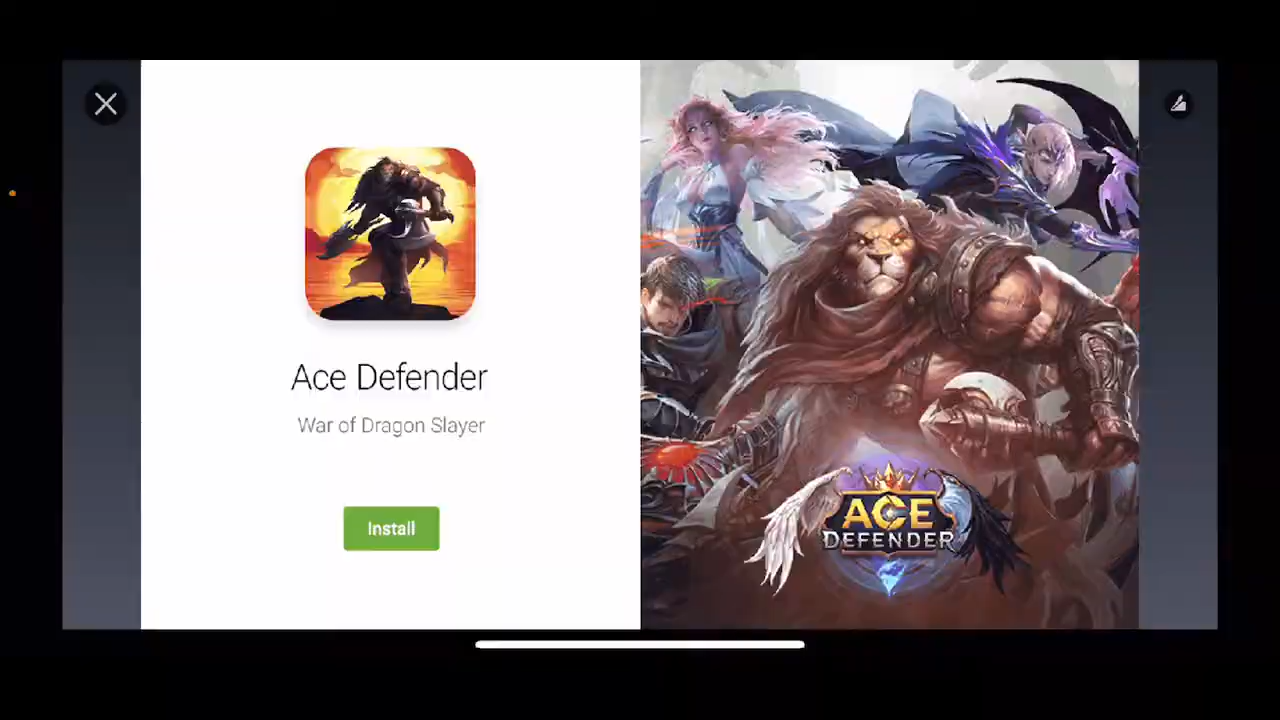 Ace Defender
War of Dragon Slayer
Install
ACE
DEFENDER